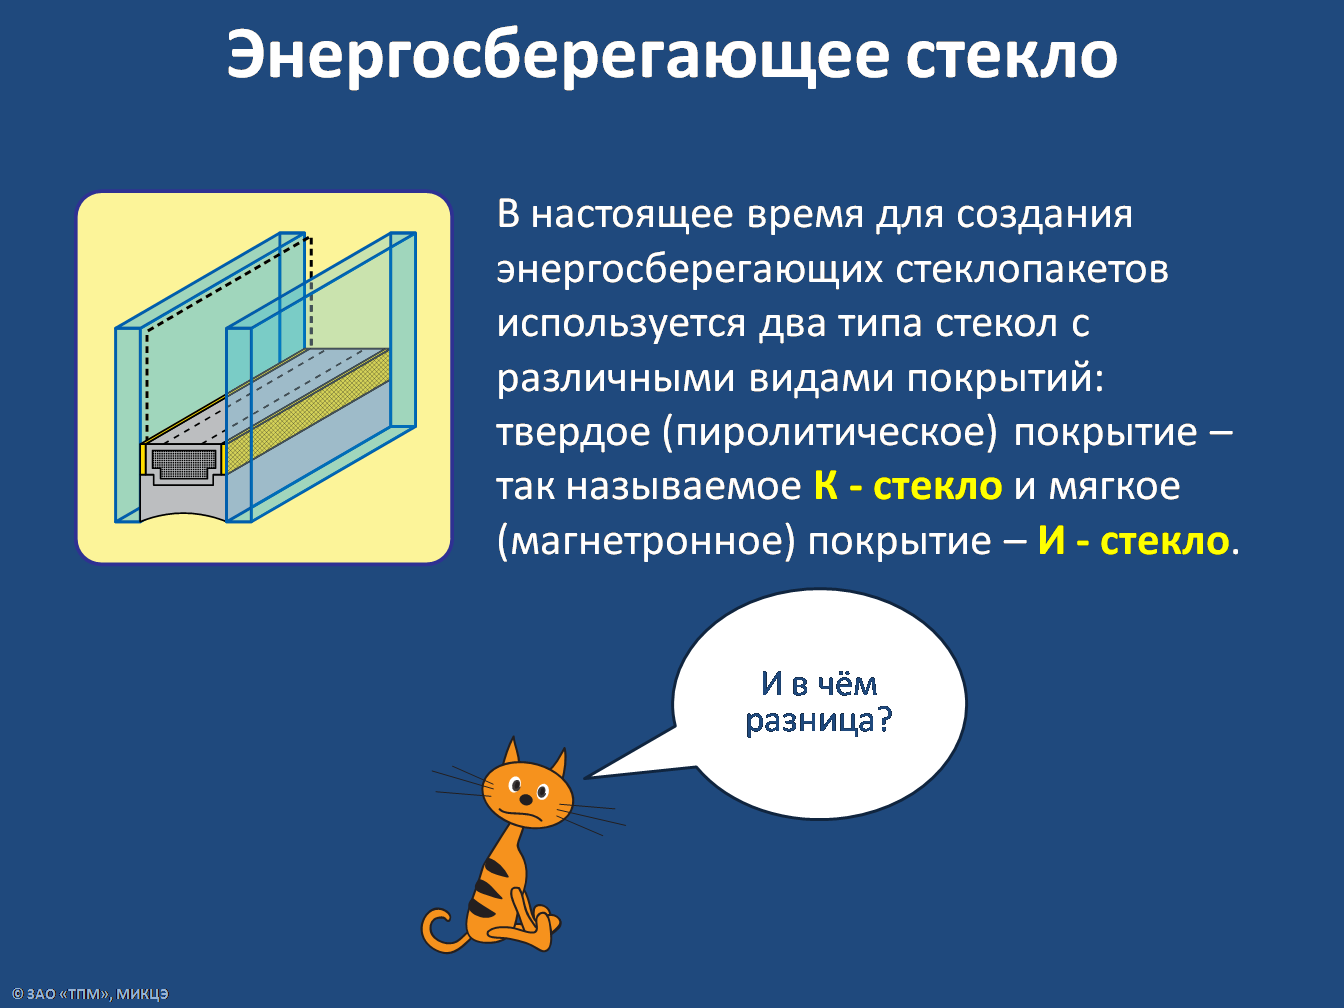 Энергосберегающее стекло
В настоящее время для создания
энергосберегающих стеклопакетов
используется два типа стекол с
различными видами покрытий:
твердое (пиролитическое) покрытие –
так называемое К - стекло и мягкое
(магнетронное) покрытие – И - стекло.
И в чём
разница?
© ЗАО «ТПМ», МИКЦЭ